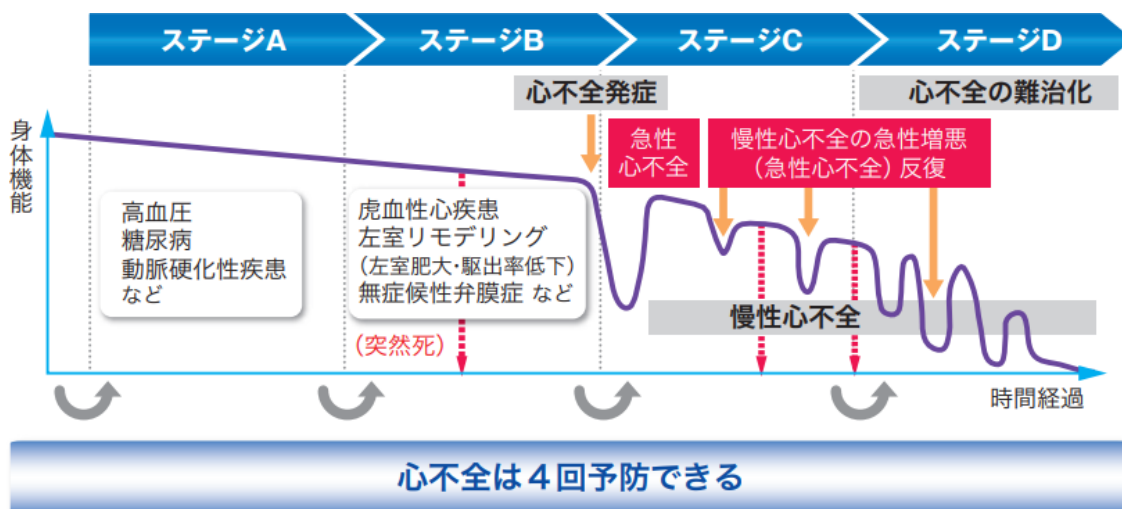 ステージA
ステージB
ステージC
ステージD
心不全発症
心不全の難治化
身体機能
急性
心不全
慢性心不全の急性増悪
(急性心不全)反復
高血圧
糖尿病
動脈硬化性疾患
など
虎血性心疾患
左室リモデリング
(左室肥大・駆出率低下)
無症候性弁膜症 など
慢性心不全
(突然死)
時間経過
心不全は4回予防できる